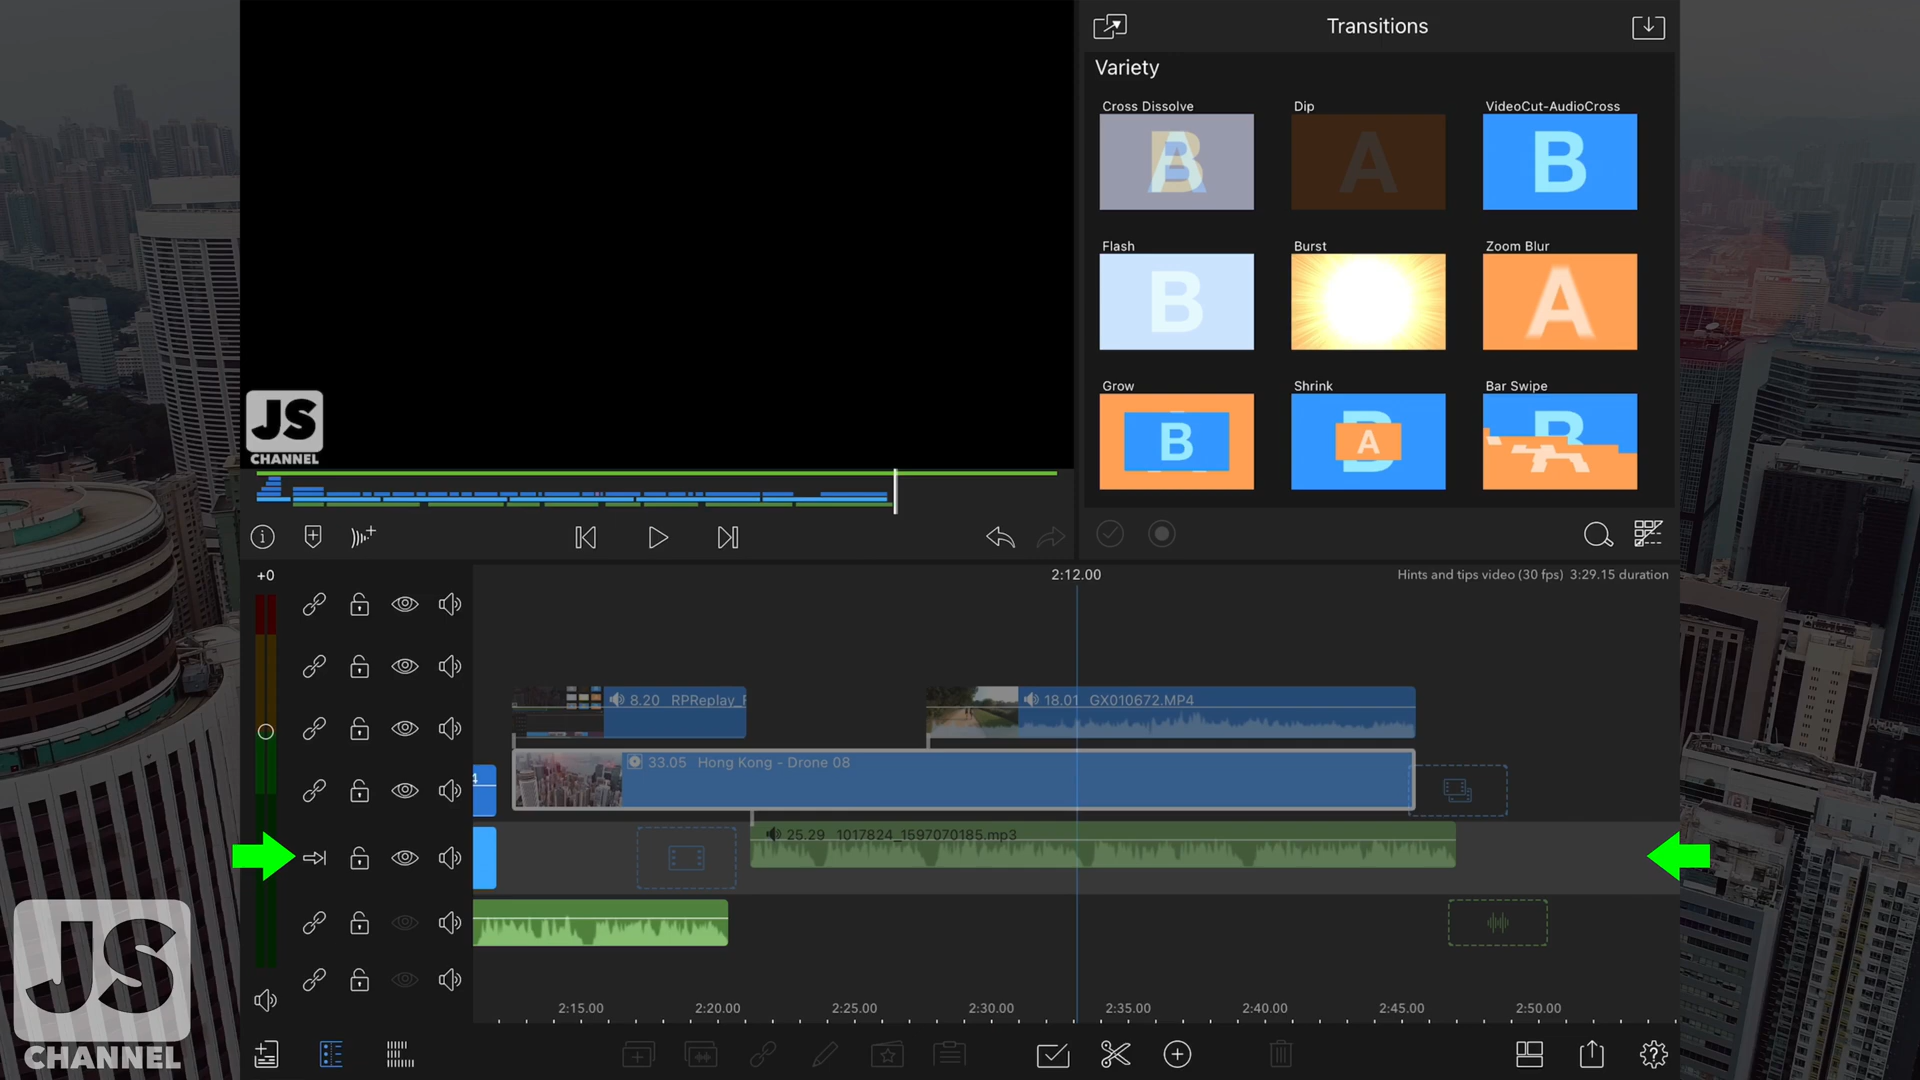 Transitions
Variety
Cross Dissolve
Dip
VideoCut-AudioCross
B
A
A
B
Flash
Burst
Zoom Blur
B
A
Grow
Shrink
Bar Swipe
B
B
A
B
A
JS
CHANNEL
+0
2:12.00
Hints and tips video (30 fps) 3:29.15 duration
8.20 RPReplay_F
18.01 GX010672.MP4
4
33.05 Hong Kong - Drone 08
25.29 1017824_1597070185.mp3
2:15.00
2:20.00
2:25.00
2:30.00
2:35.00
2:40.00
2:45.00
2:50.00
JS
CHANNEL